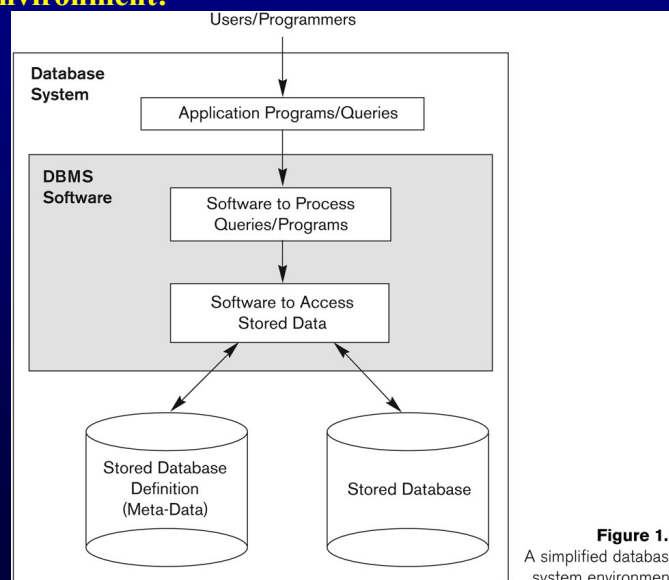 Users/Programmers
Database
System
Application Programs/Queries
DBMS
Software
Software to Process
Queries/Programs
Software to Access
Stored Data
Stored Database
Definition
(Meta-Data)
Stored Database
Figure 1.
A simplified databas
system environmen